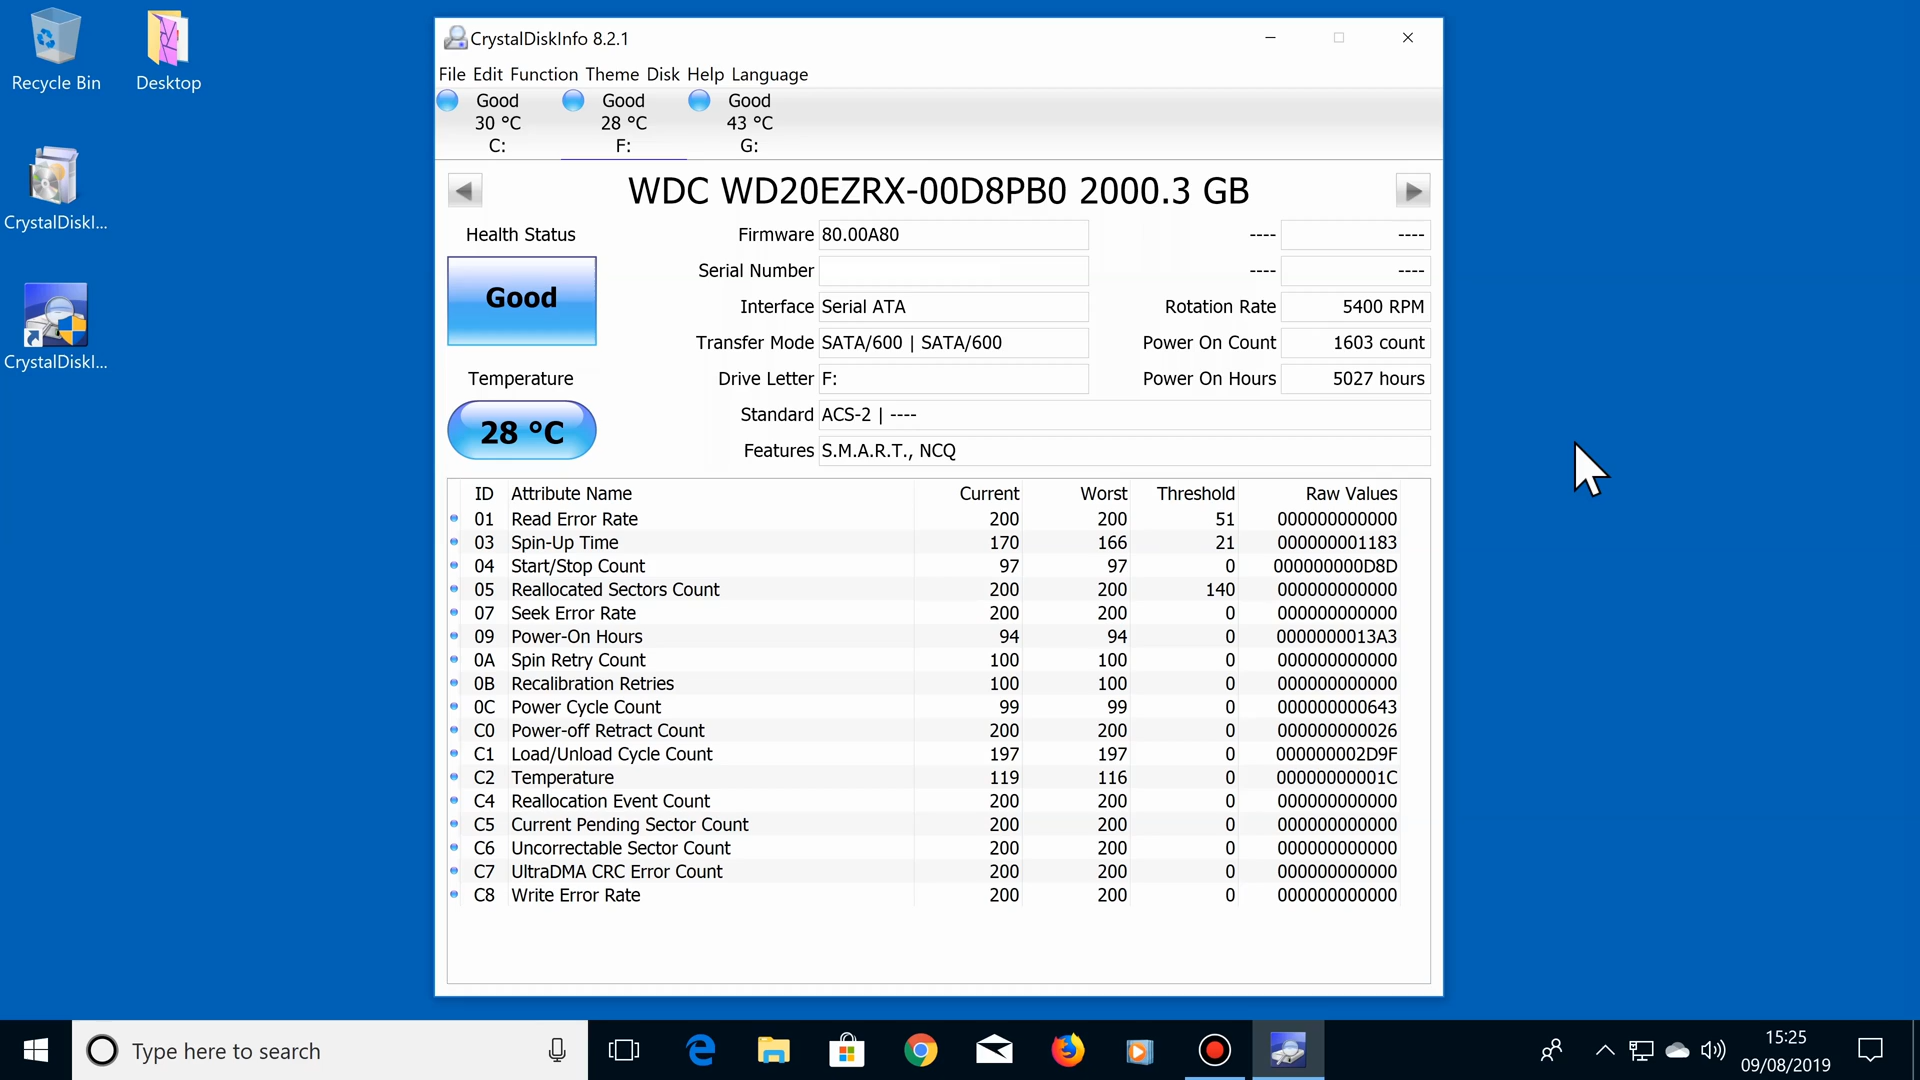 Recycle Bin
Desktop
CrystalDiskI...
CrystalDiskI...
CrystalDiskInfo 8.2.1
File Edit Function Theme Disk Help Language
Good Good Good
30 °C 28 °C 43 °C
C: F: G:
WDC WD20EZRX-00D8PB0 2000.3 GB
Health Status
Good
Temperature
28 °C
Firmware 80.00A80 ---- ----
Serial Number ---- ----
Interface Serial ATA Rotation Rate 5400 RPM
Transfer Mode SATA/600 | SATA/600 Power On Count 1603 count
Drive Letter F: Power On Hours 5027 hours
Standard ACS-2 | ----
Features S.M.A.R.T., NCQ
ID Attribute Name Current Worst Threshold Raw Values
01 Read Error Rate 200 200 51 000000000000
03 Spin-Up Time 170 166 21 000000001183
04 Start/Stop Count 97 97 0 000000000D8D
05 Reallocated Sectors Count 200 200 140 000000000000
07 Seek Error Rate 200 200 0 000000000000
09 Power-On Hours 94 94 0 0000000013A3
0A Spin Retry Count 100 100 0 000000000000
0B Recalibration Retries 100 100 0 000000000000
0C Power Cycle Count 99 99 0 000000000643
C0 Power-off Retract Count 200 200 0 000000000026
C1 Load/Unload Cycle Count 197 197 0 000000002D9F
C2 Temperature 119 116 0 00000000001C
C4 Reallocation Event Count 200 200 0 000000000000
C5 Current Pending Sector Count 200 200 0 000000000000
C6 Uncorrectable Sector Count 200 200 0 000000000000
C7 UltraDMA CRC Error Count 200 200 0 000000000000
C8 Write Error Rate 200 200 0 000000000000
Type here to search
15:25
09/08/2019